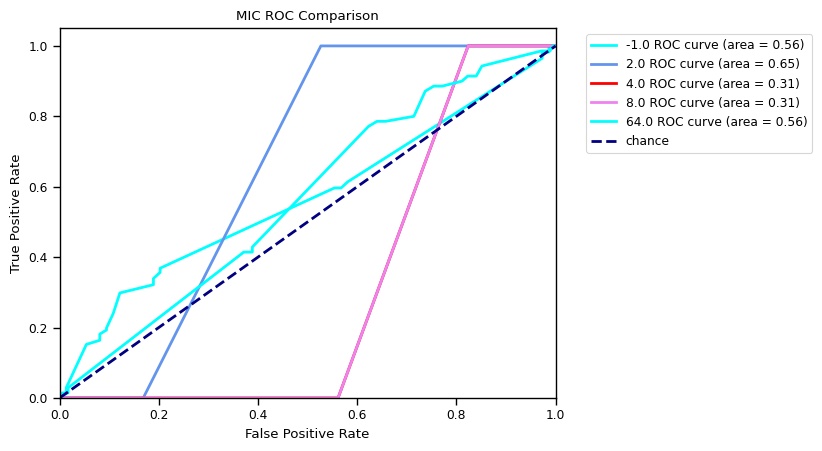 MIC ROC Comparison
True Positive Rate
1.0
0.8
0.6
0.4
0.2
0.0
0.0 0.2 0.4 0.6 0.8 1.0
False Positive Rate
-1.0 ROC curve (area = 0.56)
2.0 ROC curve (area = 0.65)
4.0 ROC curve (area = 0.31)
8.0 ROC curve (area = 0.31)
64.0 ROC curve (area = 0.56)
chance